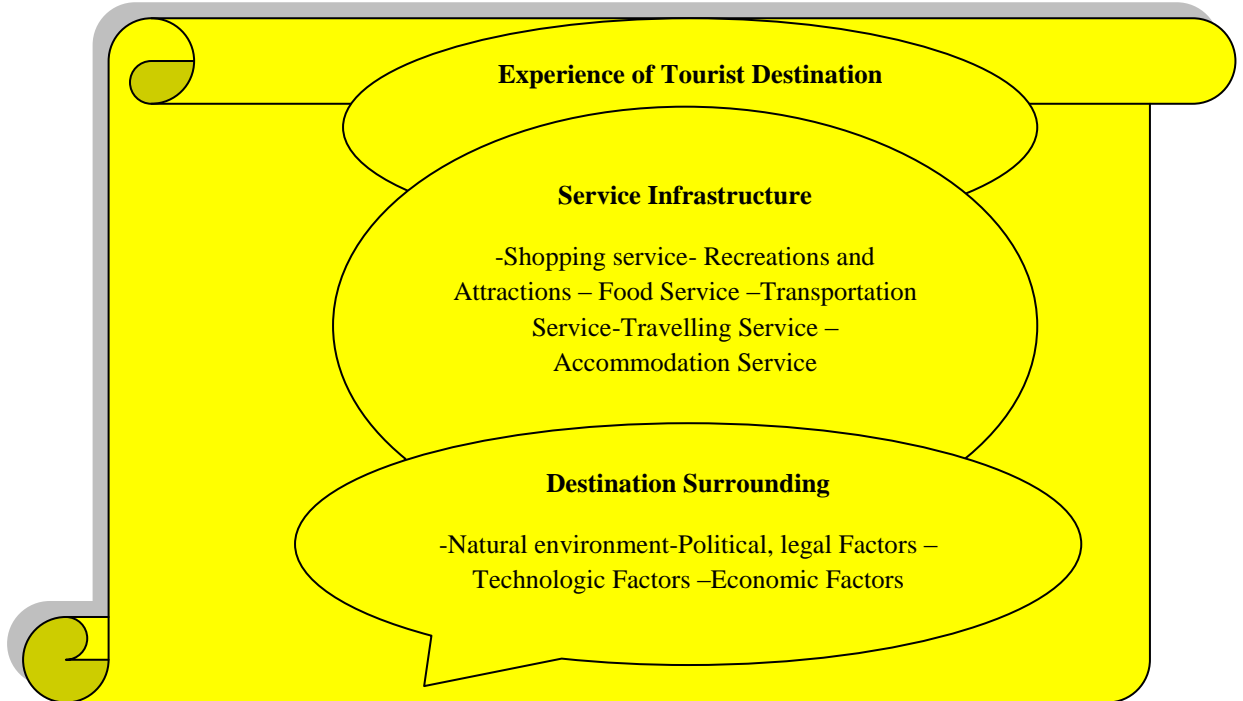 Experience of Tourist Destination
Service Infrastructure
-Shopping service- Recreations and
Attractions – Food Service –Transportation
Service-Travelling Service –
Accommodation Service
Destination Surrounding
-Natural environment-Political, legal Factors –
Technologic Factors –Economic Factors